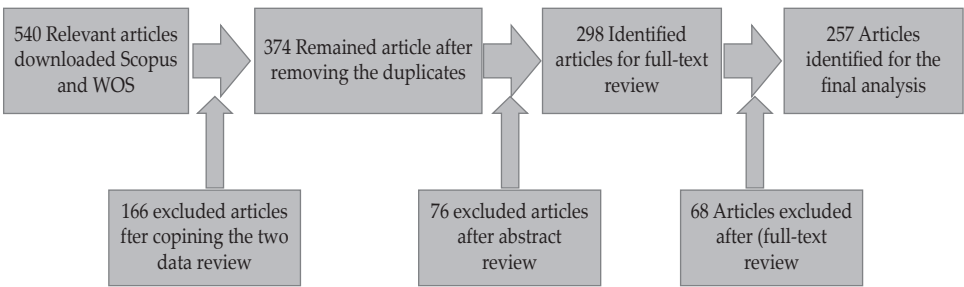 540 Relevant articles
downloaded Scopus
and WOS
374 Remained article after
removing the duplicates
298 Identified
articles for full-text
review
257 Articles
identified for the
final analysis
166 excluded articles
fter copining the two
data review
76 excluded articles
after abstract
review
68 Articles excluded
after (full-text
review